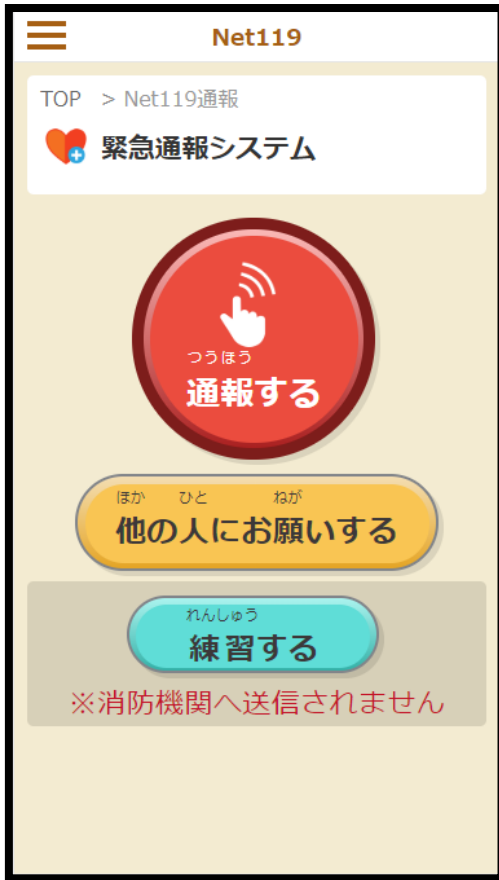 Net119
TOP > Net119通報
緊急通報システム
つうほう
通報する
ほか ひと ねが
他の人にお願いする
れんしゅう
練習する
※消防機関へ送信されません